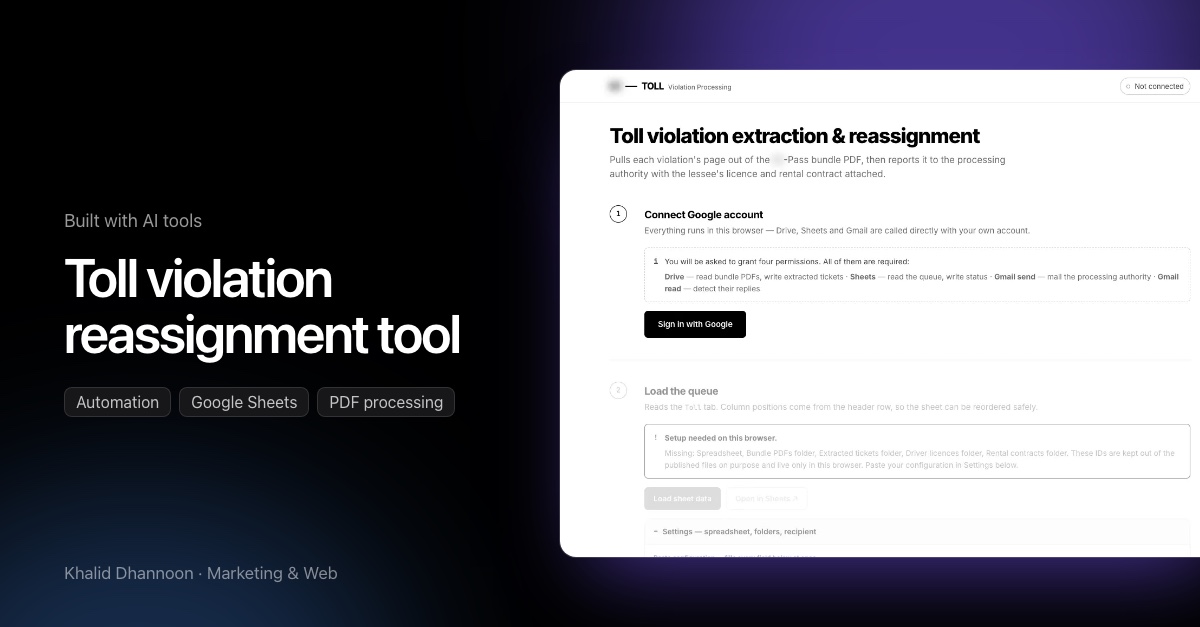 Built with AI tools
Toll violation
reassignment tool
Automation
Google Sheets
PDF processing
Khalid Dhannoon · Marketing & Web
— TOLL Violation Processing
Not connected
Toll violation extraction & reassignment
Pulls each violation's page out of the -Pass bundle PDF, then reports it to the processing
authority with the lessee's licence and rental contract attached.
1
Connect Google account
Everything runs in this browser — Drive, Sheets and Gmail are called directly with your own account.
i You will be asked to grant four permissions. All of them are required:
Drive — read bundle PDFs, write extracted tickets · Sheets — read the queue, write status · Gmail send — mail the processing authority · Gmail
read — detect their replies
Sign in with Google
2
Load the queue
Reads the Toll tab. Column positions come from the header row, so the sheet can be reordered safely.
! Setup needed on this browser.
Missing: Spreadsheet, Bundle PDFs folder, Extracted tickets folder, Driver licences folder, Rental contracts folder. These IDs are kept out of the
published files on purpose and live only in this browser. Paste your configuration in Settings below.
Load sheet data
Open in Sheets
Settings — spreadsheet, folders, recipient